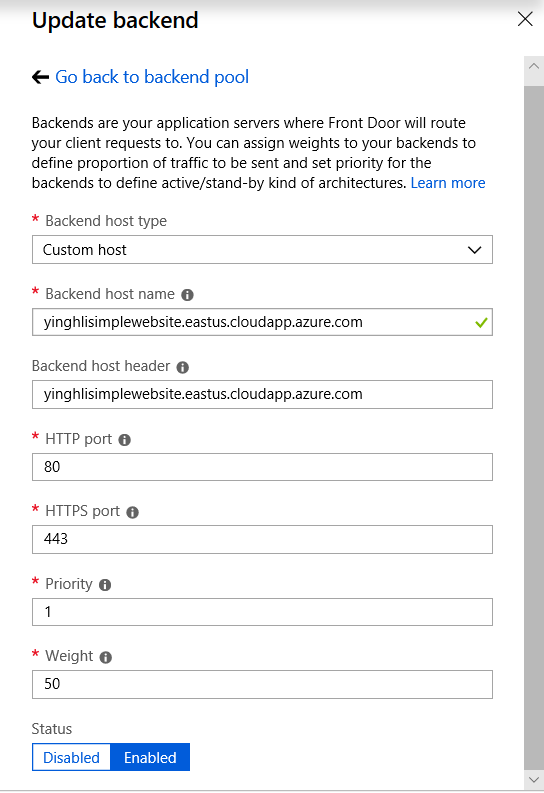 Update backend
Go back to backend pool
Backends are your application servers where Front Door will route
your client requests to. You can assign weights to your backends to
define proportion of traffic to be sent and set priority for the
backends to define active/stand-by kind of architectures. Learn more
* Backend host type
Custom host
* Backend host name
yinghlisimplewebsite.eastus.cloudapp.azure.com
Backend host header
yinghlisimplewebsite.eastus.cloudapp.azure.com
* HTTP port
80
* HTTPS port
443
* Priority
1
* Weight
50
Status
Disabled Enabled